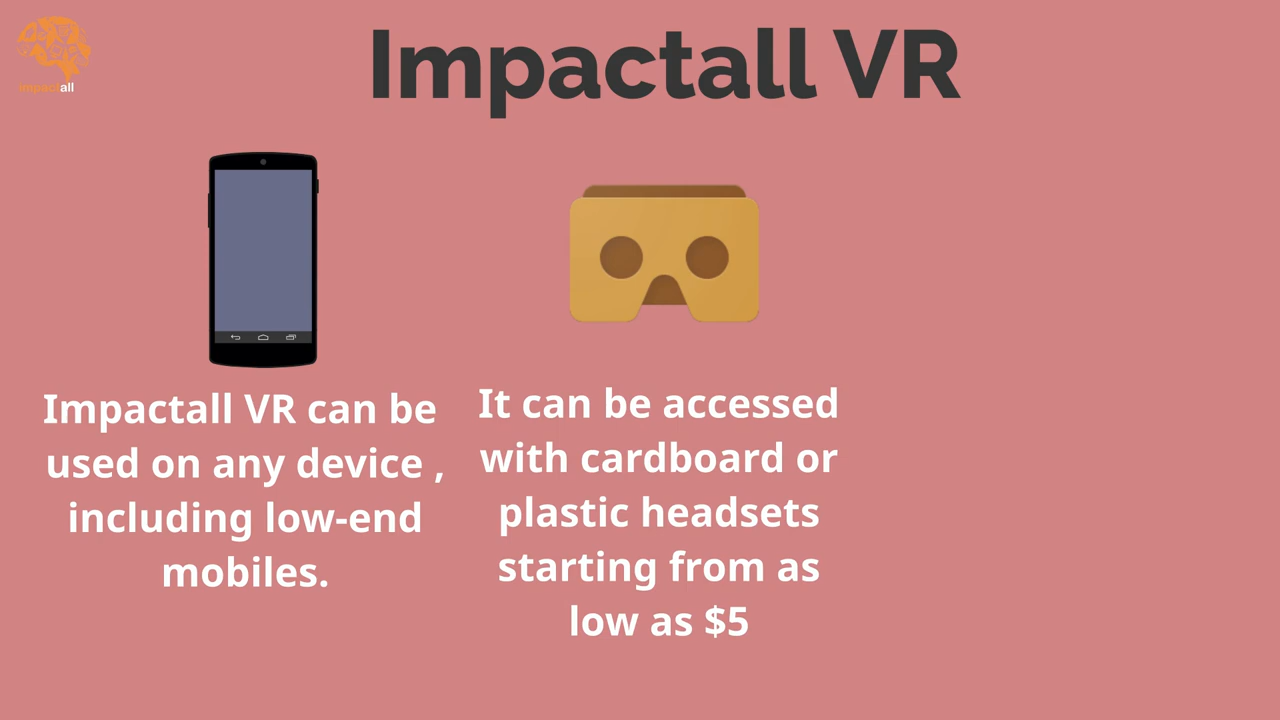 impactall
Impactall VR
Impactall VR can be
used on any device ,
including low-end
mobiles.
It can be accessed
with cardboard or
plastic headsets
starting from as
low as $5